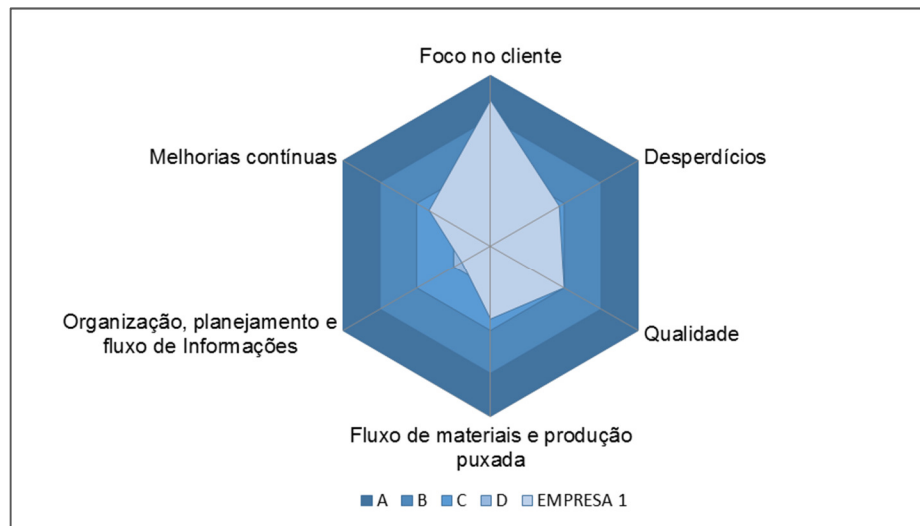 Foco no cliente
Melhorias contínuas
Desperdícios
Organização, planejamento e
fluxo de Informações
Qualidade
Fluxo de materiais e produção
puxada
A B C D EMPRESA 1